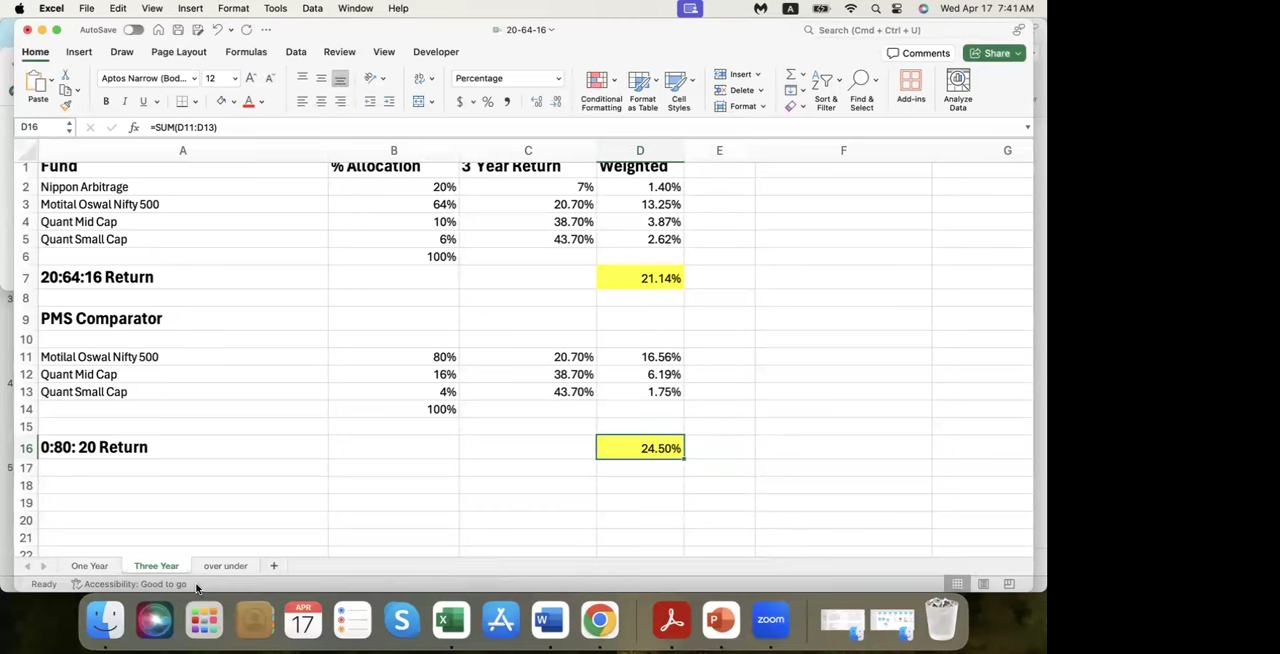 Excel File Edit View Insert Format Tools Data Window Help A Wed Apr 17 7:41 AM
AutoSave 20-64-16 Search (Cmd + Ctrl + U)
Home Insert Draw Page Layout Formulas Data Review View Automate Developer Comments Share
Paste Aptos Narrow (Bod... 12 A A Percentage Conditional Formatting Format as Table Cell Styles Insert Delete Format Sort & Filter Find & Select Add-ins Analyze Data
B I U A $ %
D16 fx =SUM(D11:D13)
A B C D E F G
1 Fund % Allocation 3 Year Return Weighted
2 Nippon Arbitrage 20% 7% 1.40%
3 Motital Oswal Nifty 500 64% 20.70% 13.25%
4 Quant Mid Cap 10% 38.70% 3.87%
5 Quant Small Cap 6% 43.70% 2.62%
6 100%
7 20:64:16 Return 21.14%
8
9 PMS Comparator
10
11 Motilal Oswal Nifty 500 80% 20.70% 16.56%
12 Quant Mid Cap 16% 38.70% 6.19%
13 Quant Small Cap 4% 43.70% 1.75%
14 100%
15
16 0:80: 20 Return 24.50%
17
18
19
20
21
22
One Year Three Year over under +
Ready Accessibility: Good to go
APR
17
S X W P zoom